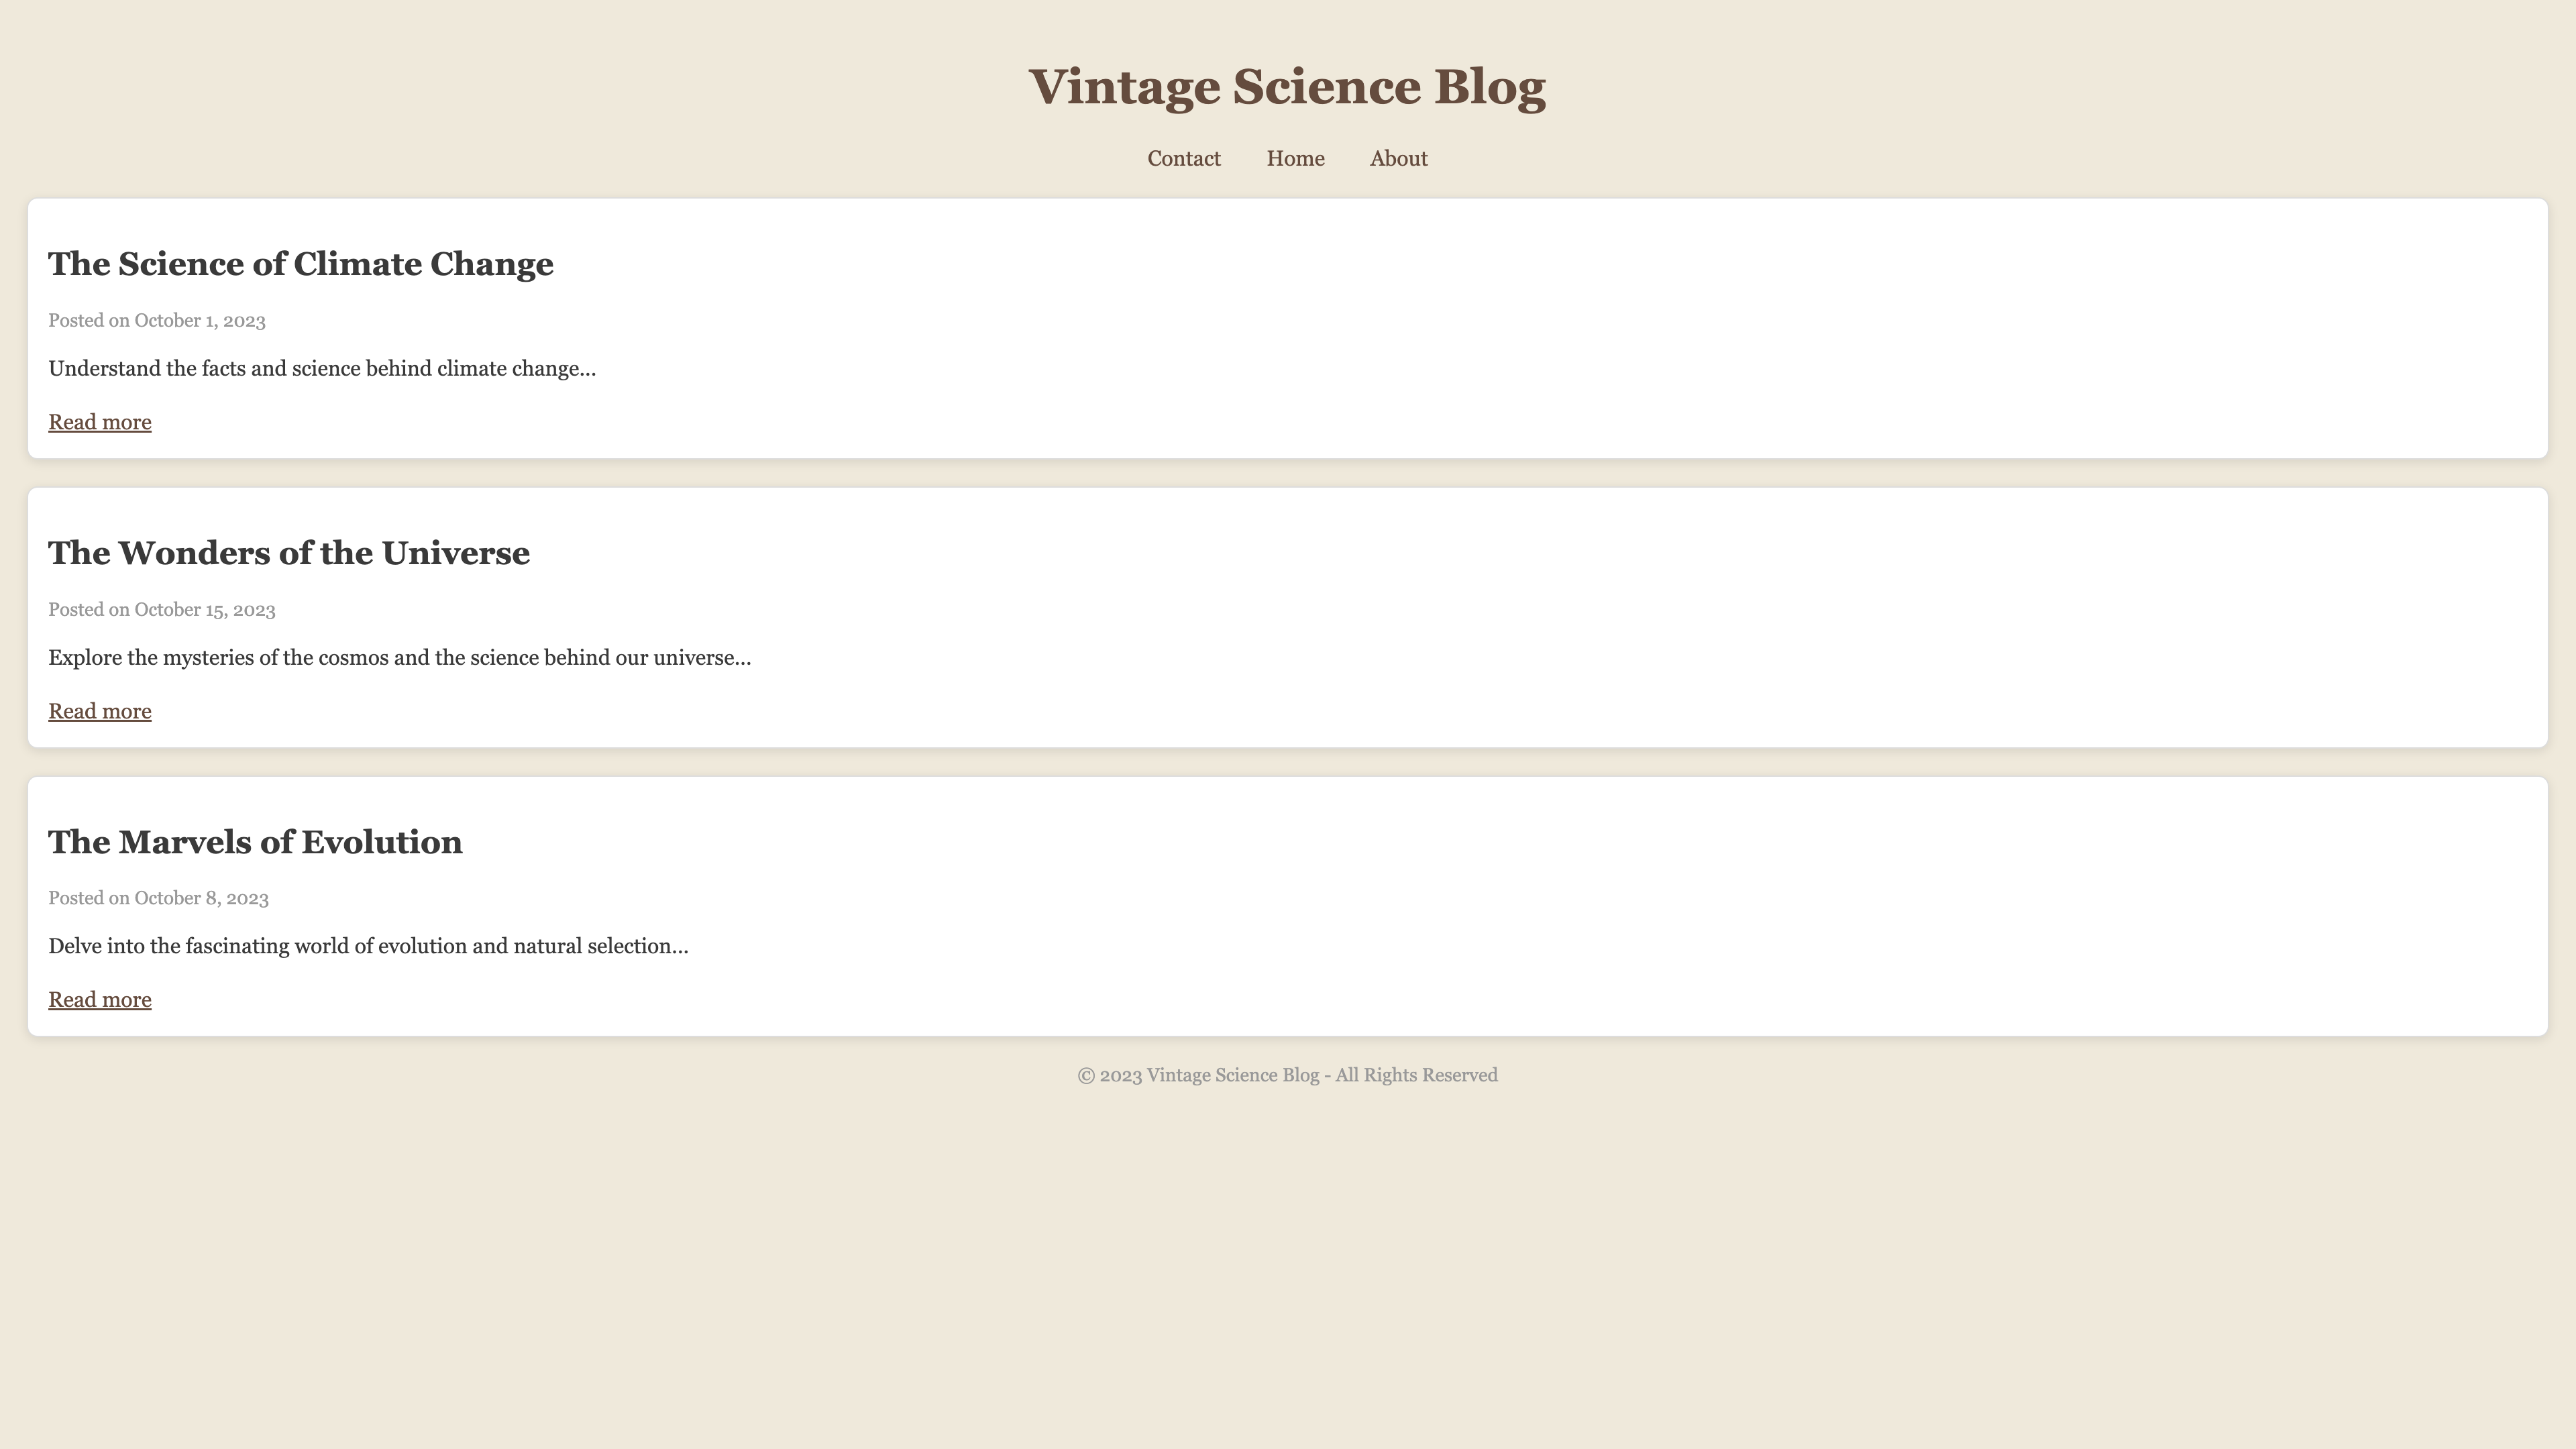 Vintage Science Blog
Contact Home About
The Science of Climate Change
Posted on October 1, 2023
Understand the facts and science behind climate change...
Read more
The Wonders of the Universe
Posted on October 15, 2023
Explore the mysteries of the cosmos and the science behind our universe...
Read more
The Marvels of Evolution
Posted on October 8, 2023
Delve into the fascinating world of evolution and natural selection...
Read more
© 2023 Vintage Science Blog - All Rights Reserved